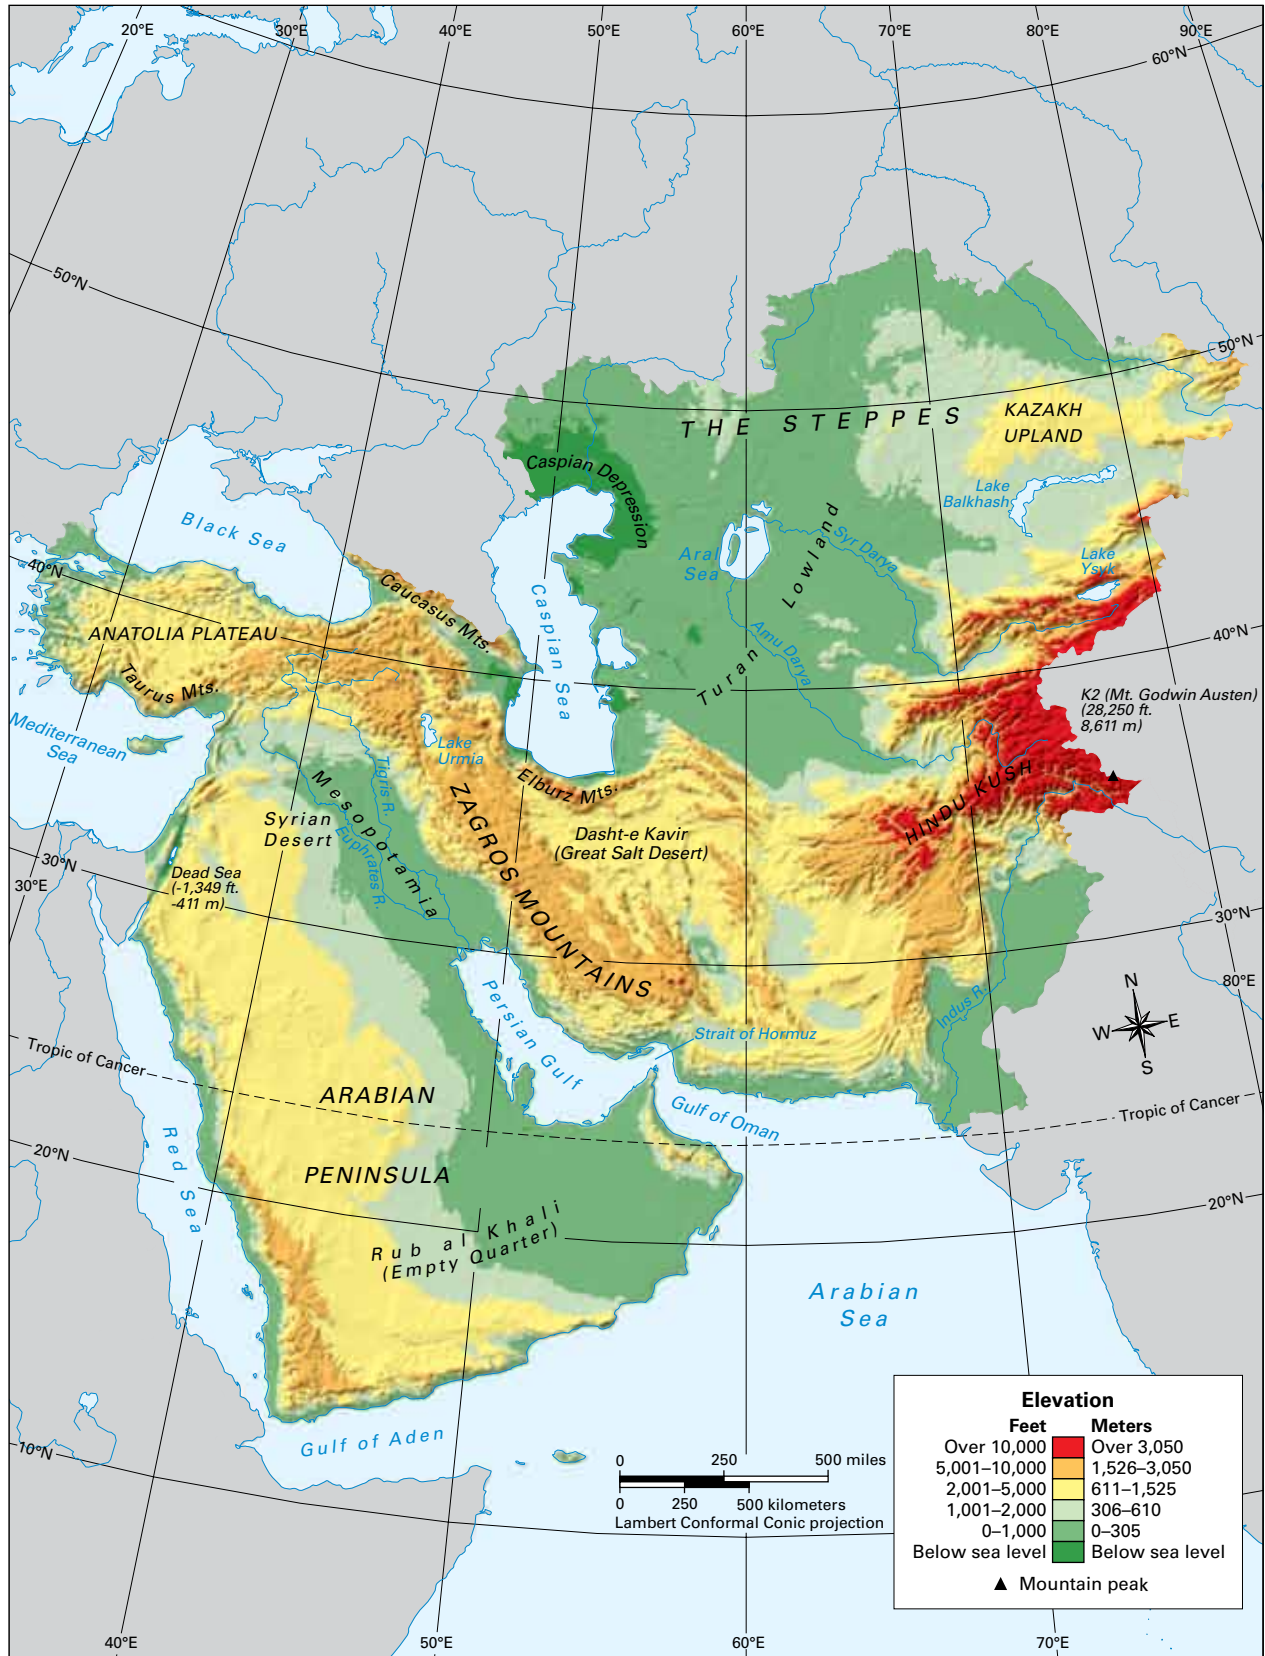 20°E
30°E
40°E
50°E
60°E
70°E
80°E
90°E
60°N
50°N
50°N
THE STEPPES
KAZAKH
UPLAND
Caspian Depression
Lake
Balkhash
Black Sea
Aral
Sea
Syr Darya
Lake
Ysyk
40°N
Caucasus Mts.
Caspian Sea
Turan Lowland
Amu Darya
ANATOLIA PLATEAU
40°N
Taurus Mts.
K2 (Mt. Godwin Austen)
(28,250 ft.
8,611 m)
Mediterranean
Sea
Lake
Urmia
Elburz Mts.
HINDU KUSH
Mesopotamia
Tigris R.
Euphrates R.
Syrian
Desert
ZAGROS MOUNTAINS
Dasht-e Kavir
(Great Salt Desert)
30°N
30°E
Dead Sea
(-1,349 ft.
-411 m)
30°N
80°E
Persian Gulf
Strait of Hormuz
Indus R.
N
W
E
S
Tropic of Cancer
ARABIAN
PENINSULA
Gulf of Oman
Tropic of Cancer
Red Sea
20°N
20°N
Rub al Khali
(Empty Quarter)
Arabian
Sea
Gulf of Aden
10°N
0 250 500 miles
0 250 500 kilometers
Lambert Conformal Conic projection
Elevation
Feet Meters
Over 10,000 Over 3,050
5,001–10,000 1,526–3,050
2,001–5,000 611–1,525
1,001–2,000 306–610
0–1,000 0–305
Below sea level Below sea level
Mountain peak
40°E
50°E
60°E
70°E